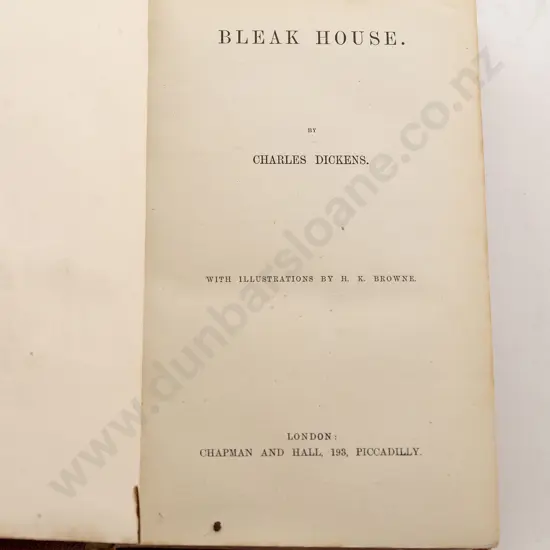 BLEAK HOUSE.
BY
CHARLES DICKENS.
WITH ILLUSTRATIONS BY H. K. BROWNE.
LONDON:
CHAPMAN AND HALL, 193, PICCADILLY.
www.dunbarsloane.co.nz